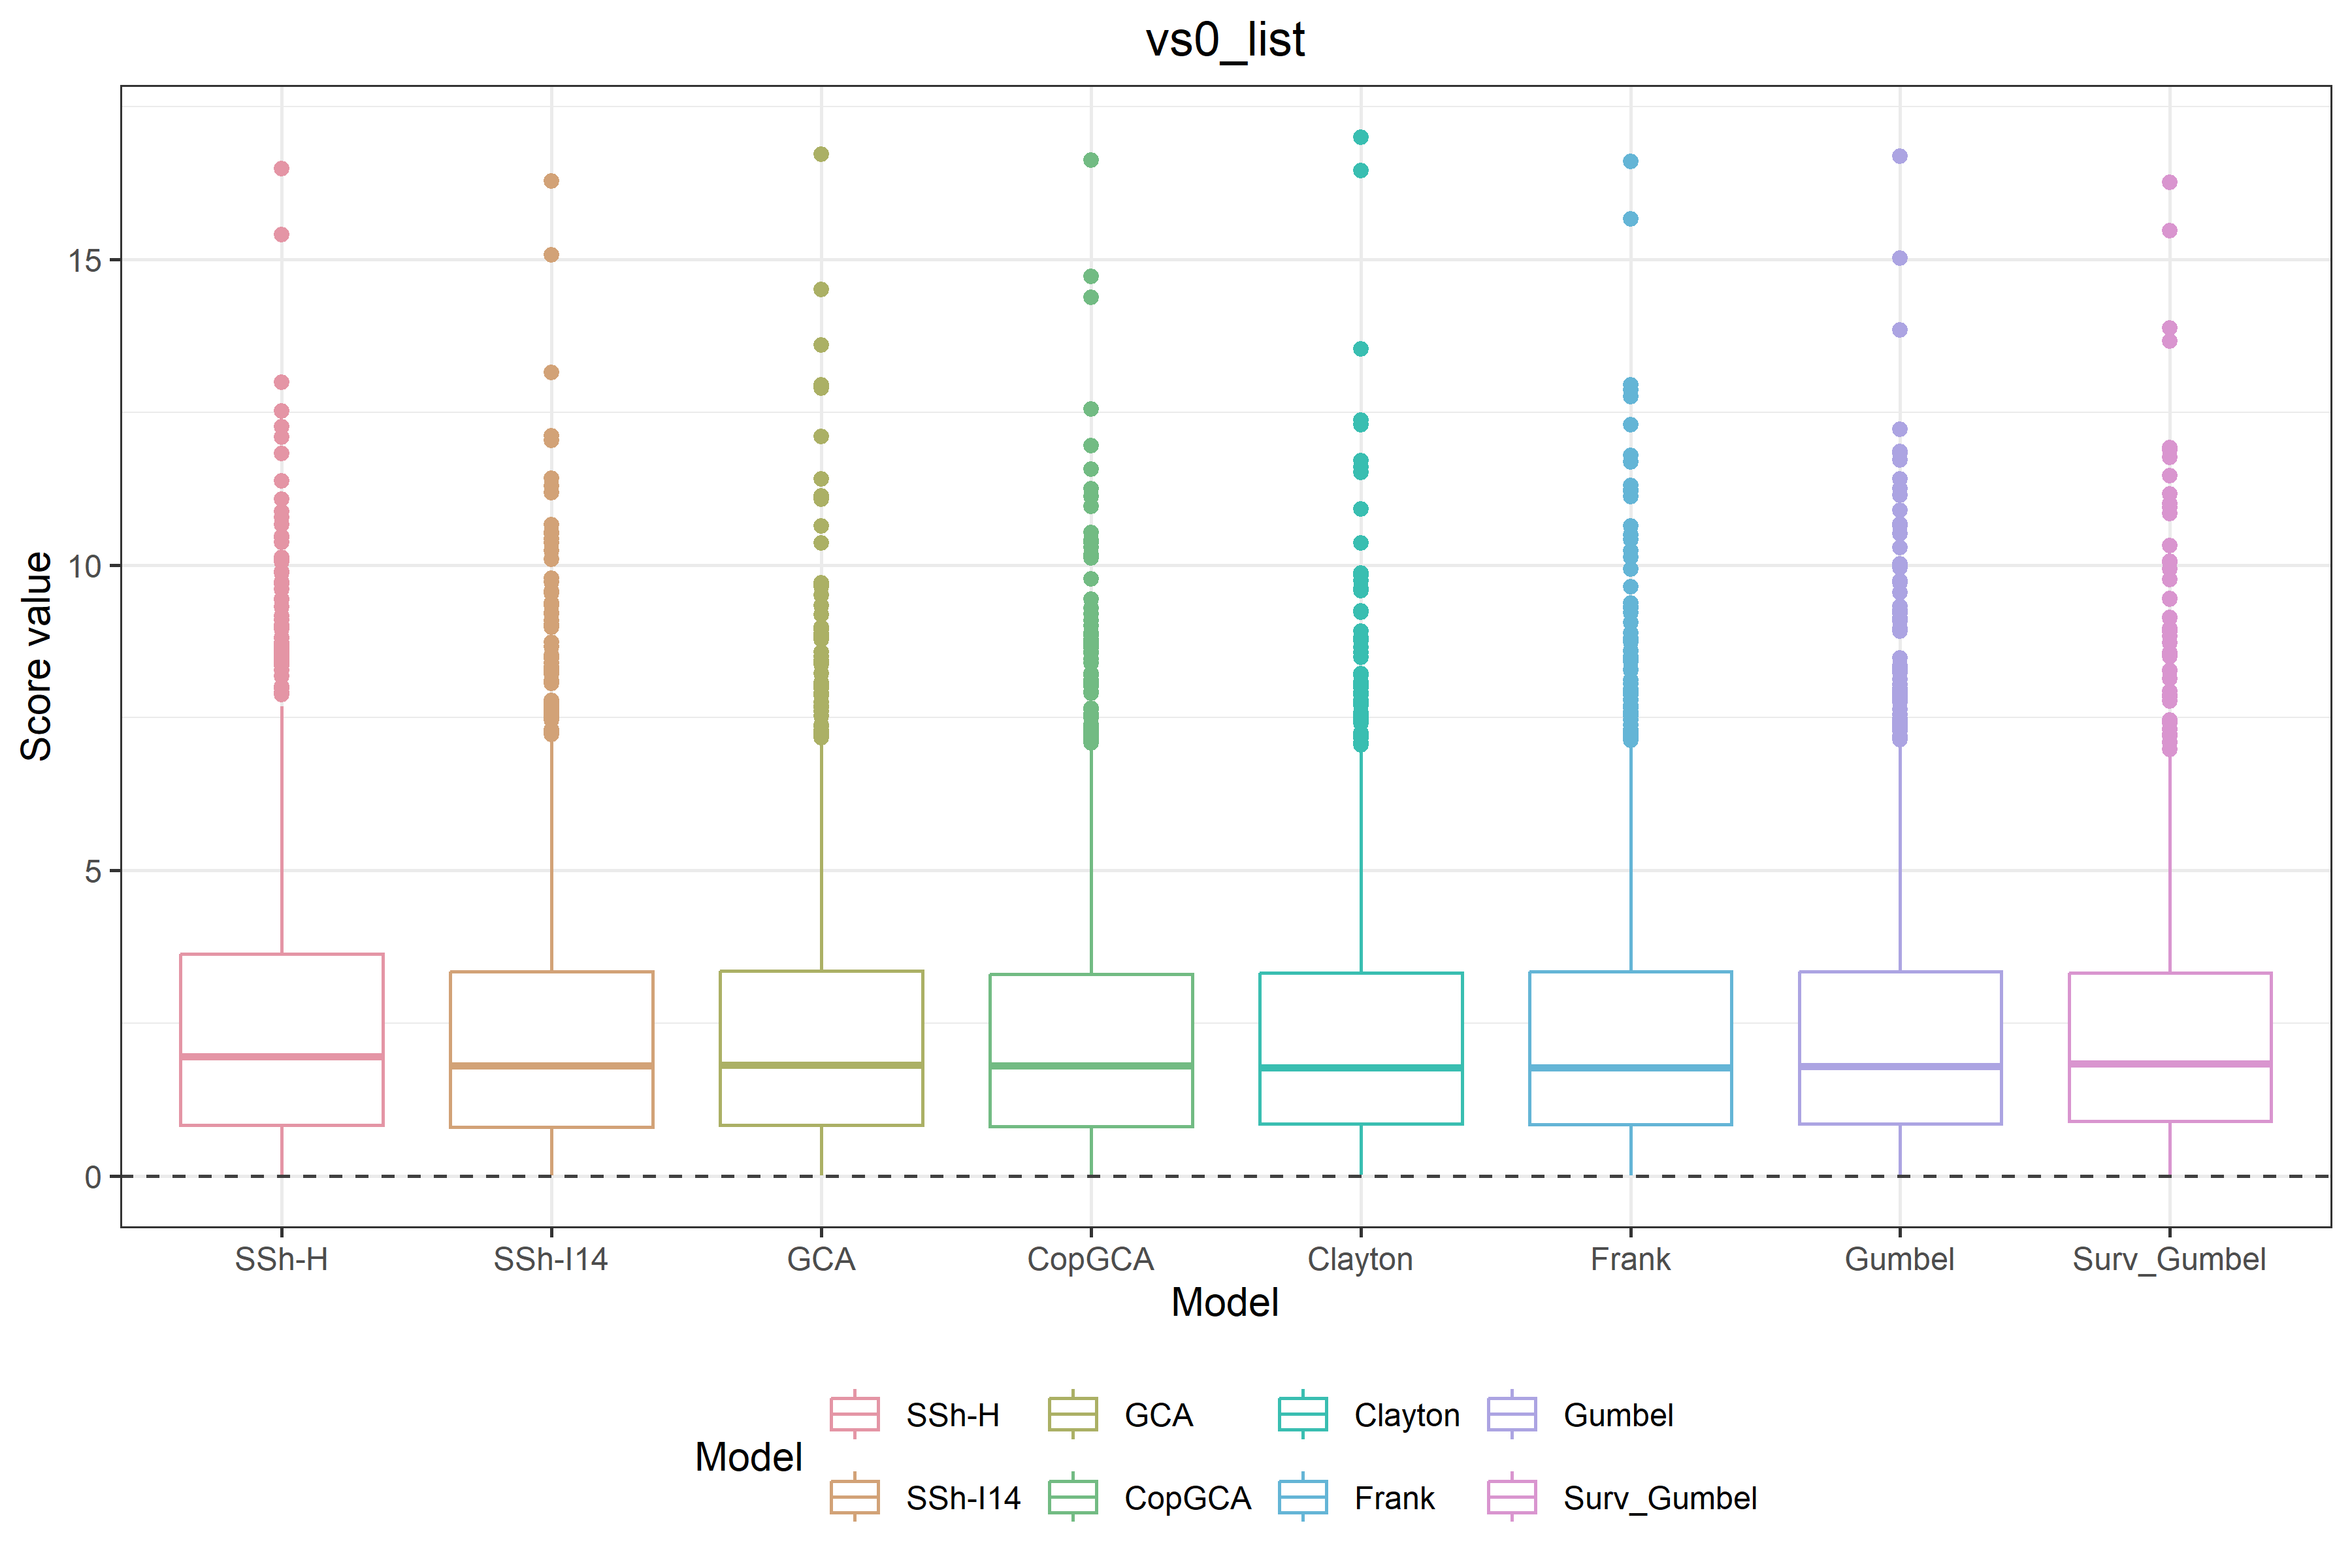 vs0_list
Score value
15
10
5
0
SSh-H SSh-I14 GCA CopGCA Clayton Frank Gumbel Surv_Gumbel
Model
Model
SSh-H GCA Clayton Gumbel
SSh-I14 CopGCA Frank Surv_Gumbel